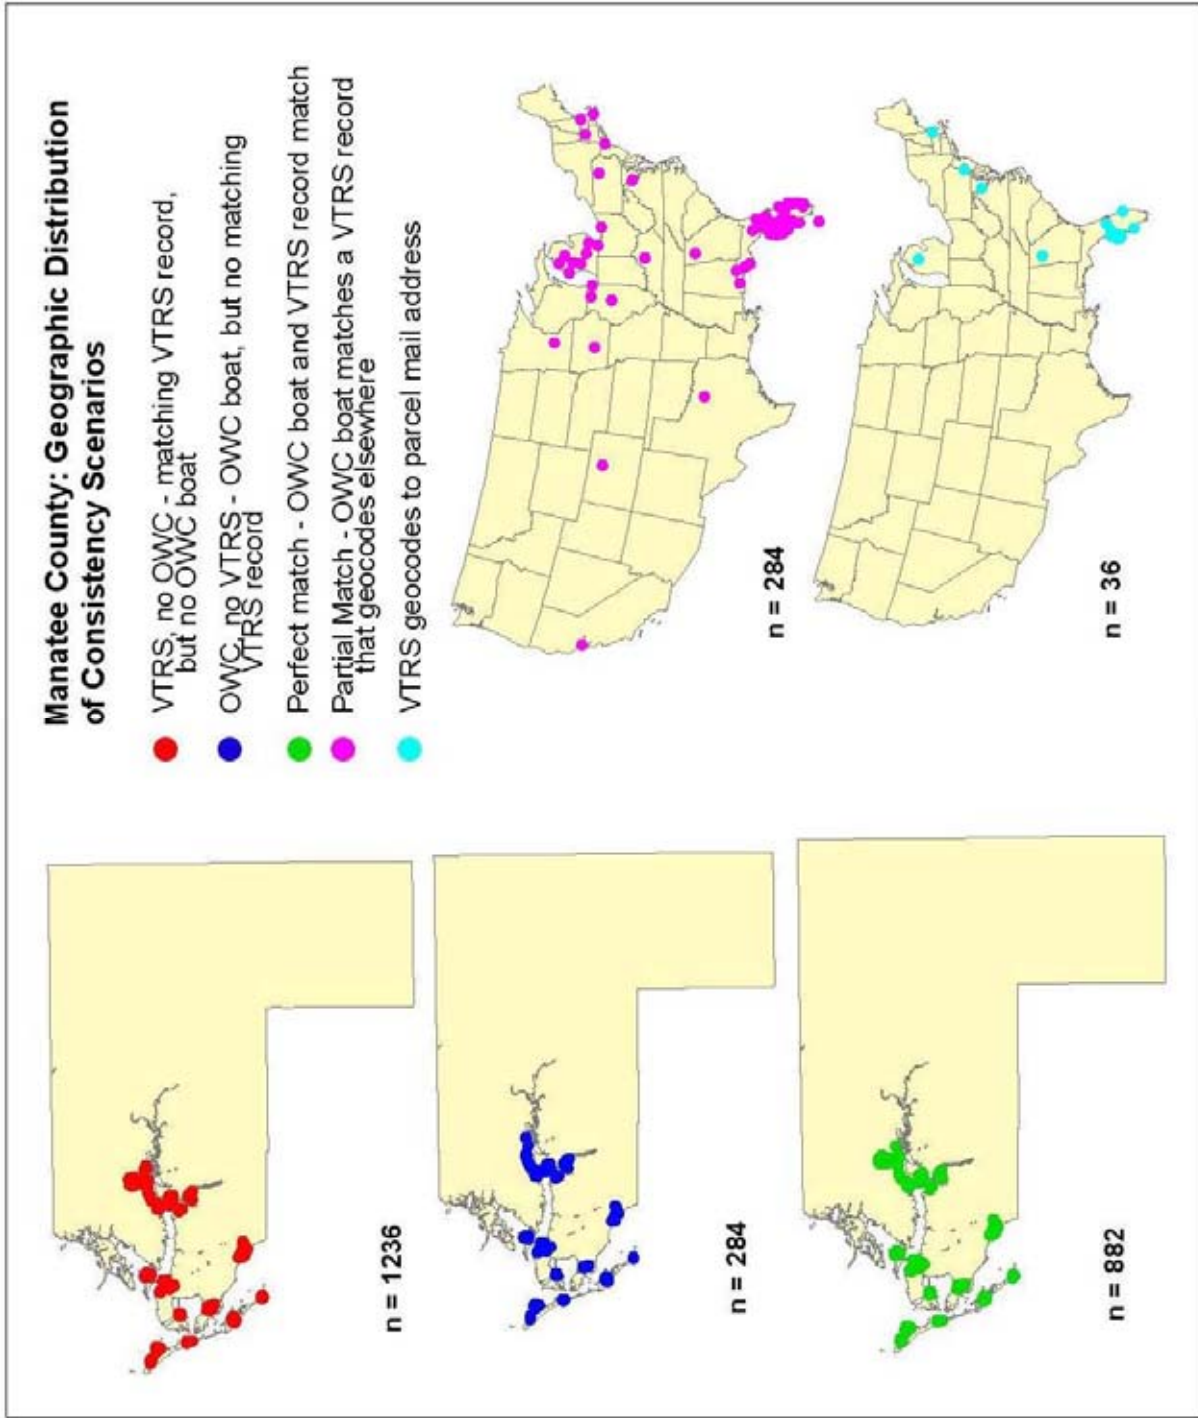 Manatee County: Geographic Distribution
of Consistency Scenarios
VTRS, no OWC - matching VTRS record,
but no OWC boat
OWC, no VTRS - OWC boat, but no matching
VTRS record
Perfect match - OWC boat and VTRS record match
Partial Match - OWC boat matches a VTRS record
that geocodes elsewhere
VTRS geocodes to parcel mail address
n = 1236
n = 284
n = 882
n = 284
n = 36